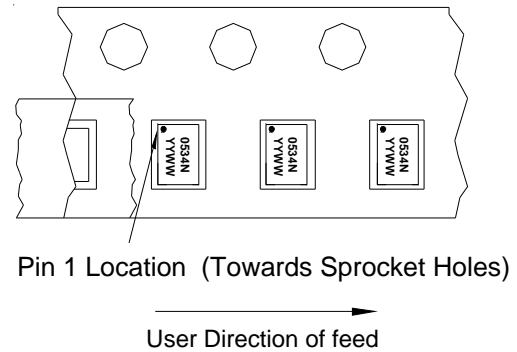 0534N
YYWW
0534N
YYWW
0534N
YYWW
Pin 1 Location (Towards Sprocket Holes)
User Direction of feed